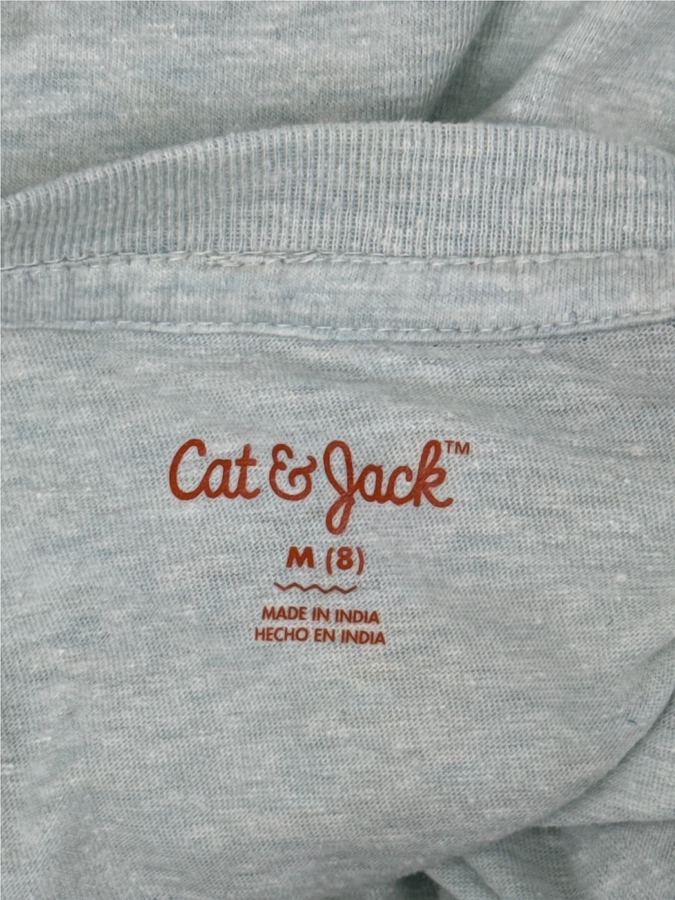 Cat & Jack™
M (8)
MADE IN INDIA
HECHO EN INDIA